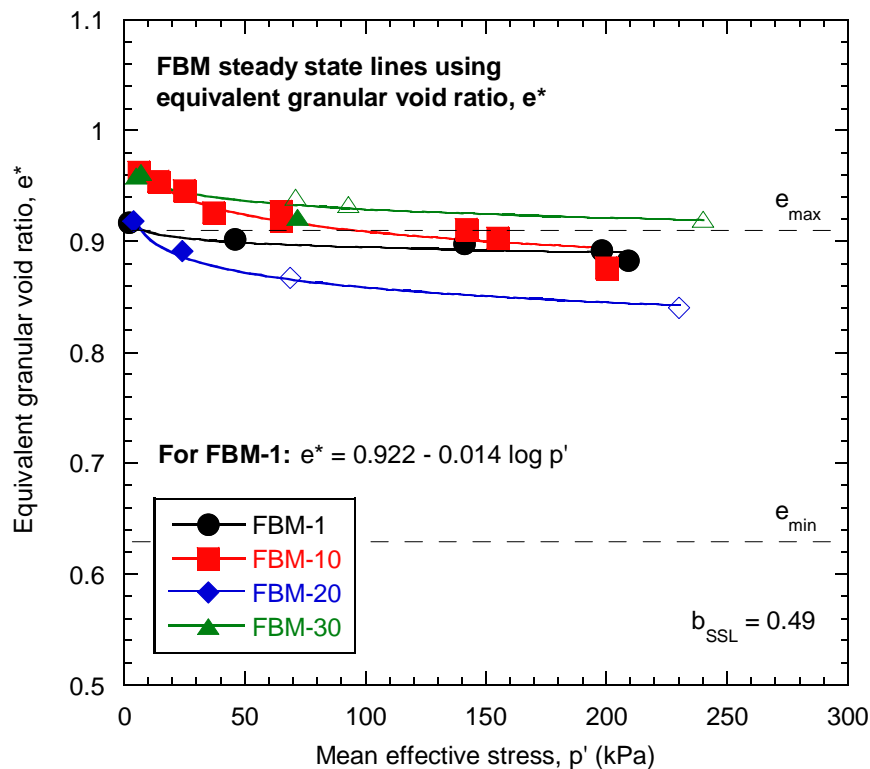 FBM steady state lines using
equivalent granular void ratio, e*
Equivalent granular void ratio, e*
1.1
1
0.9
0.8
0.7
0.6
0.5
e_max
For FBM-1: e* = 0.922 - 0.014 log p'
e_min
FBM-1
FBM-10
FBM-20
FBM-30
b_SSL = 0.49
0 50 100 150 200 250 300
Mean effective stress, p' (kPa)